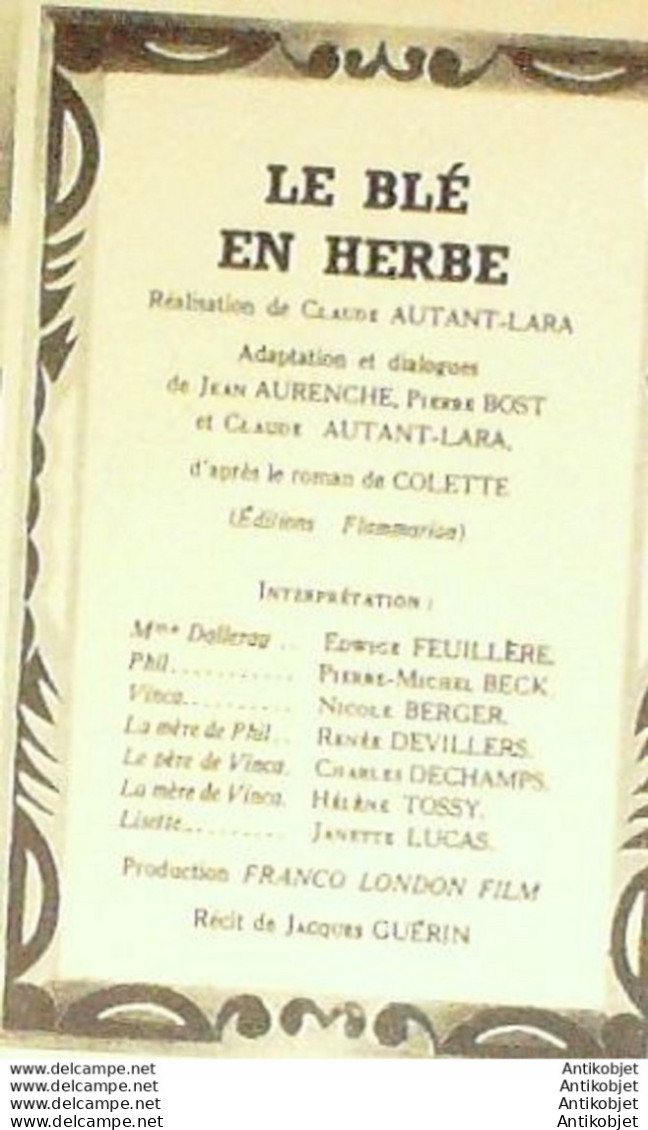 LE BLÉ
EN HERBE
Réalisation de CLAUDE AUTANT-LARA
Adaptation et dialogues
de JEAN AURENCHE, PIERRE BOST
et CLAUDE AUTANT-LARA,
d'après le roman de COLETTE
(Éditions Flammarion)
INTERPRÉTATION :
Mme Dalleray .. EDWIGE FEUILLÈRE.
Phil........... PIERRE-MICHEL BECK.
Vinca.......... NICOLE BERGER.
La mère de Phil.. RENÉE DEVILLERS.
Le père de Vinca. CHARLES DECHAMPS.
La mère de Vinca. HÉLÈNE TOSSY.
Lisette.......... JANETTE LUCAS.
Production FRANCO LONDON FILM
Récit de JACQUES GUÉRIN
www.delcampe.net Antikobjet
www.delcampe.net Antikobjet
www.delcampe.net Antikobjet
www.delcampe.net Antikobjet